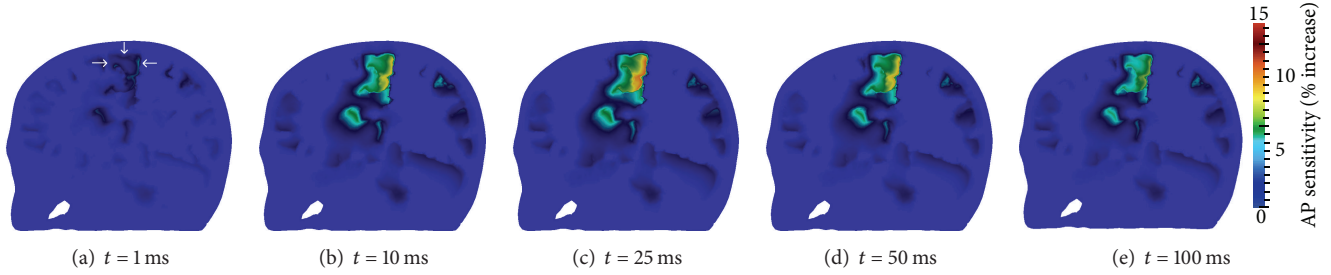 15
10
5
0
AP sensitivity (% increase)
(a) t = 1 ms
(b) t = 10 ms
(c) t = 25 ms
(d) t = 50 ms
(e) t = 100 ms